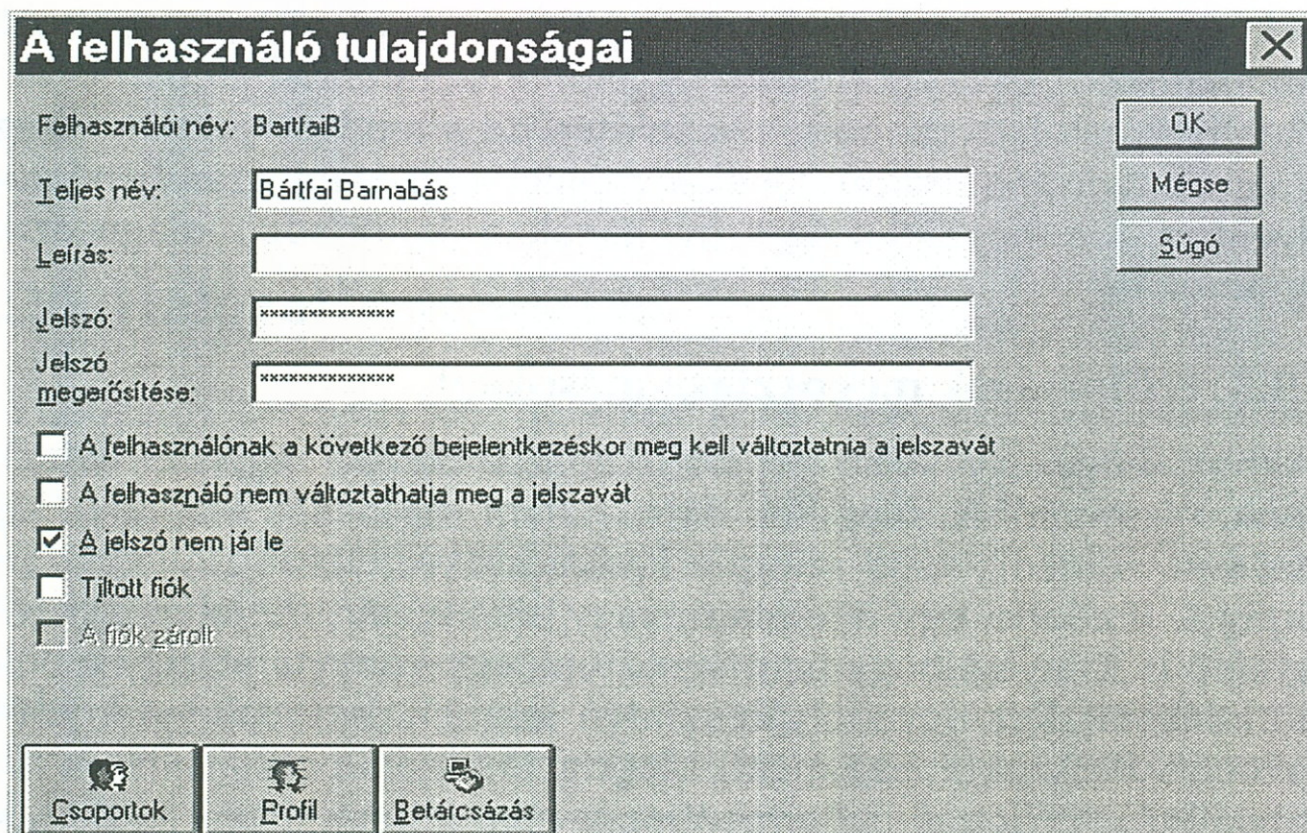 A felhasználó tulajdonságai
Felhasználói név: BartfaiB
OK
Teljes név: Bártfai Barnabás
Mégse
Leírás:
Súgó
Jelszó: **************
Jelszó
megerősítése: **************
A felhasználónak a következő bejelentkezéskor meg kell változtatnia a jelszavát
A felhasználó nem változtathatja meg a jelszavát
A jelszó nem jár le
Tiltott fiók
A fiók zárolt
Csoportok
Profil
Betárcsázás